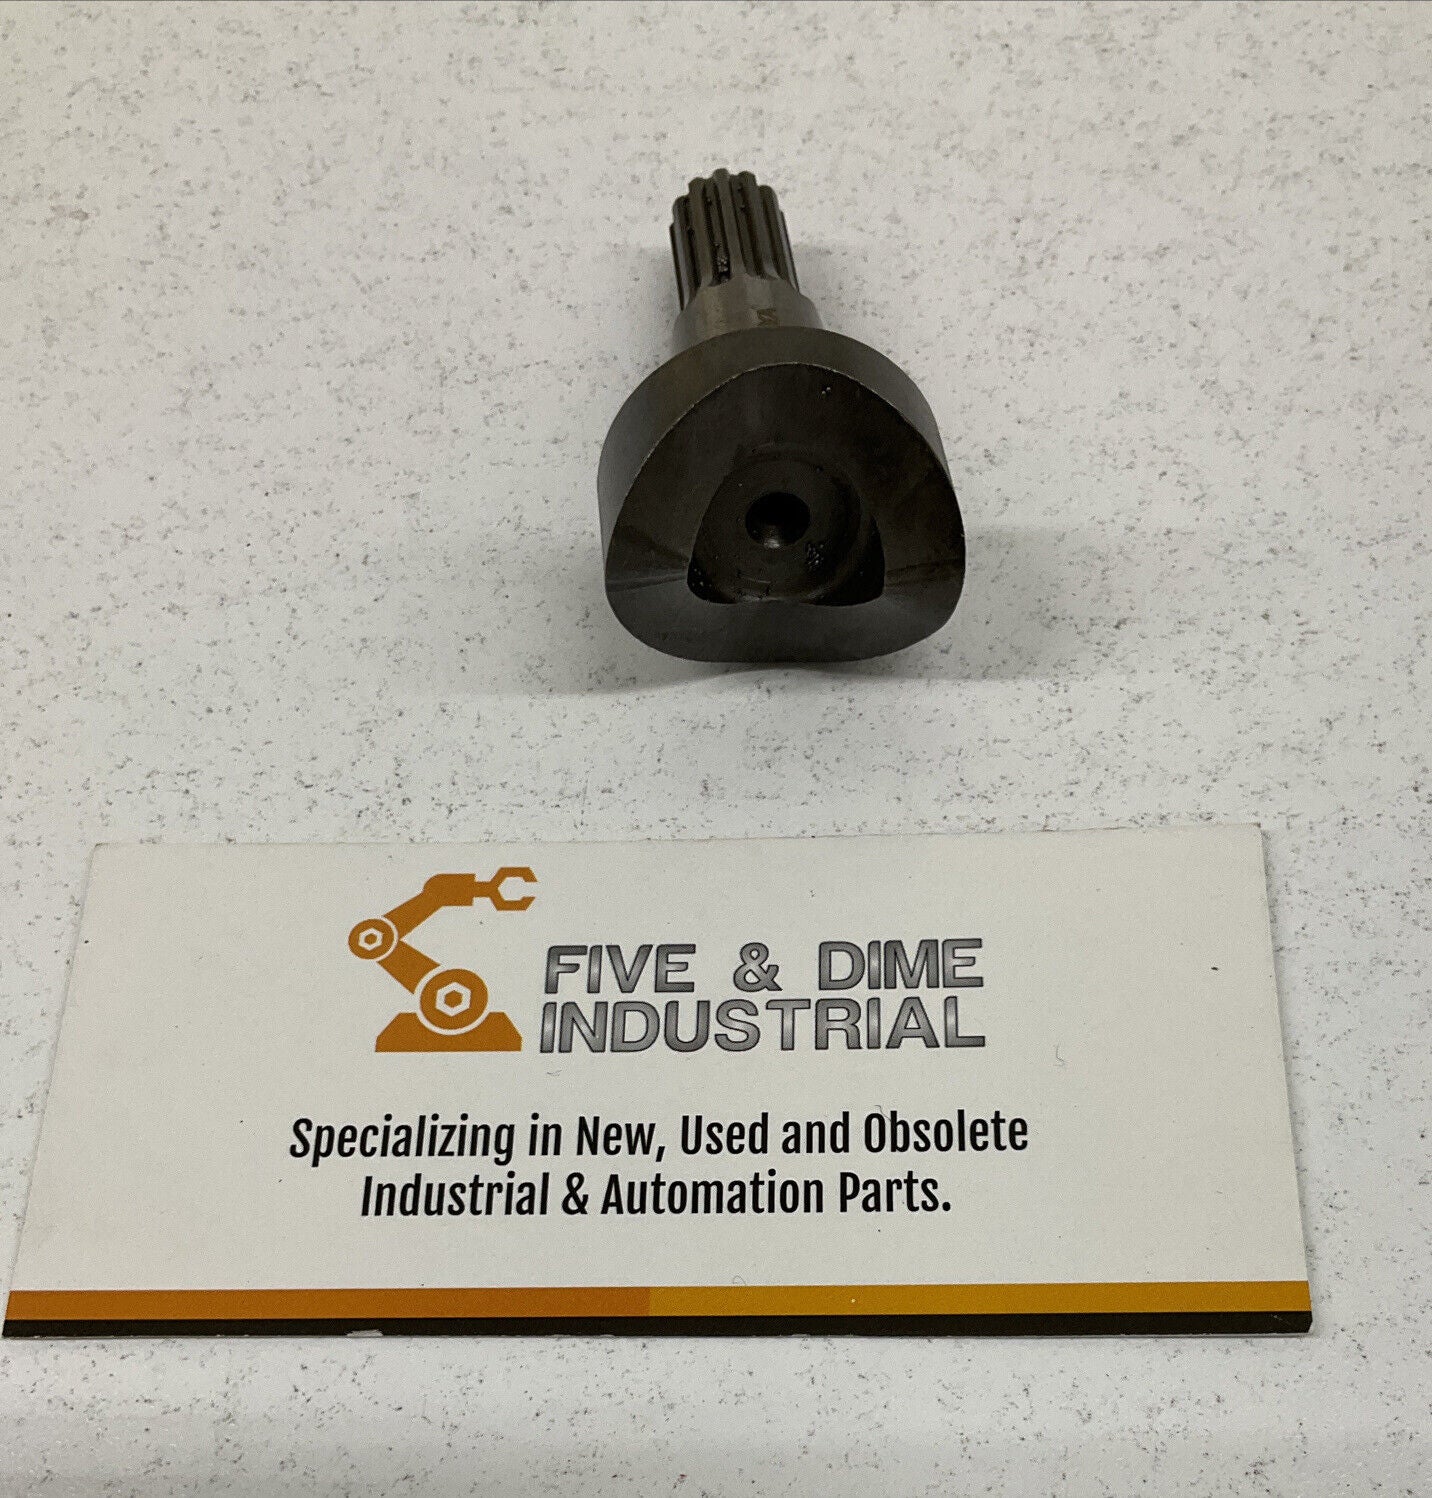 FIVE & DIME
INDUSTRIAL
Specializing in New, Used and Obsolete
Industrial & Automation Parts.